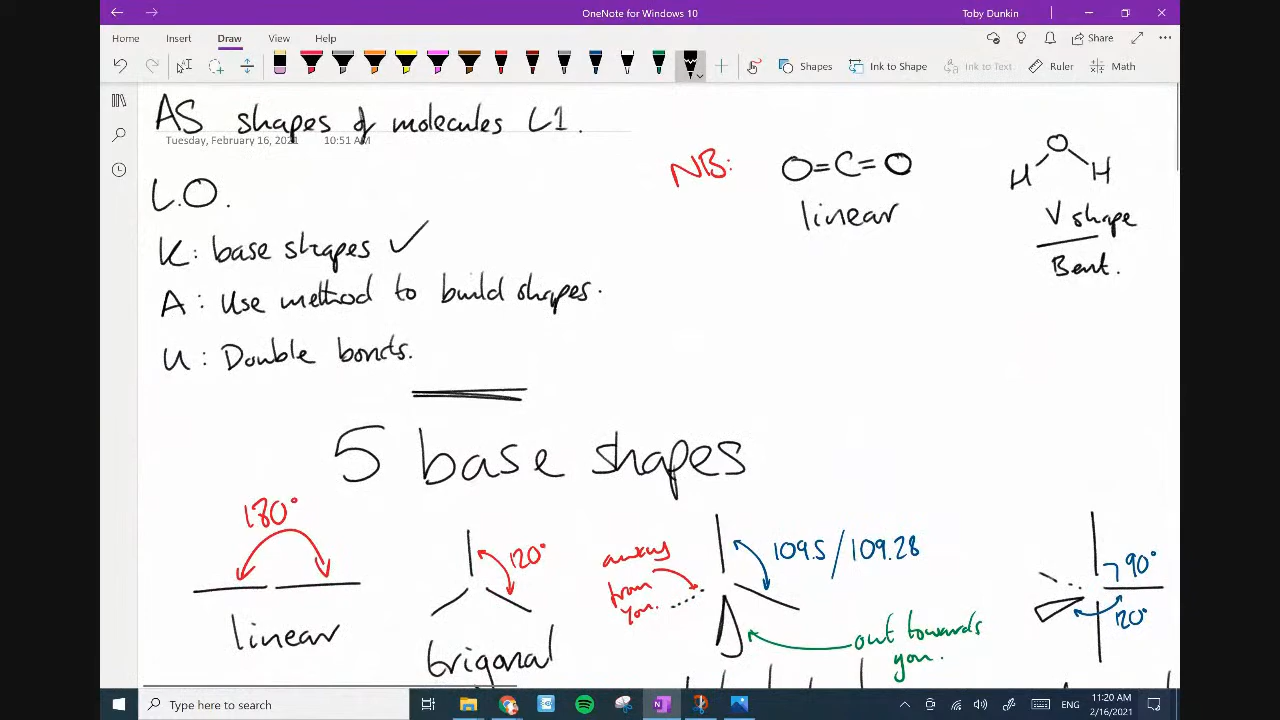 OneNote for Windows 10
Toby Dunkin
Home Insert Draw View Help
Share
Shapes Ink to Shape Ink to Text Ruler Math
AS shapes of molecules L1.
Tuesday, February 16, 2021 10:51 AM
L.O.
K: base shapes ✓
A: Use method to build shapes.
U: Double bonds.
NB:
O=C=O
linear
O
H H
V shape
Bent.
5 base shapes
180°
linear
120°
trigonal
away
from
you.
109.5/109.28
out towards
you.
90°
120°
Type here to search
11:20 AM
2/16/2021